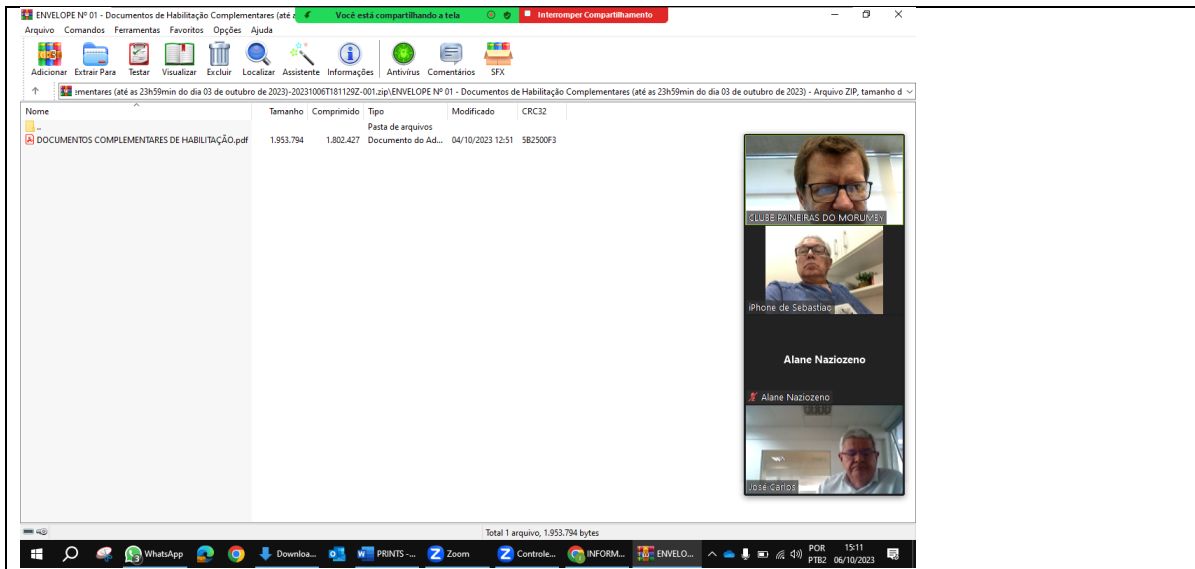 ENVELOPE Nº 01 - Documentos de Habilitação Complementares (até a
Você está compartilhando a tela
Interromper Compartilhamento
Arquivo Comandos Ferramentas Favoritos Opções Ajuda
Adicionar Extrair Para Testar Visualizar Excluir Localizar Assistente Informações Antivírus Comentários SFX
ementares (até as 23h59min do dia 03 de outubro de 2023)-20231006T181129Z-001.zip\ENVELOPE Nº 01 - Documentos de Habilitação Complementares (até as 23h59min do dia 03 de outubro de 2023) - Arquivo ZIP, tamanho d
Nome Tamanho Comprimido Tipo Modificado CRC32
.. Pasta de arquivos
DOCUMENTOS COMPLEMENTARES DE HABILITAÇÃO.pdf 1.953.794 1.802.427 Documento do Ad... 04/10/2023 12:51 5B2500F3
CLUBE PAINEIRAS DO MORUMBY
iPhone de Sebastiao
Alane Naziozeno
Alane Naziozeno
José Carlos
Total 1 arquivo, 1.953.794 bytes
3 WhatsApp Downloa... PRINTS -... Zoom Controle... INFORM... ENVELO... POR 15:11
PTB2 06/10/2023